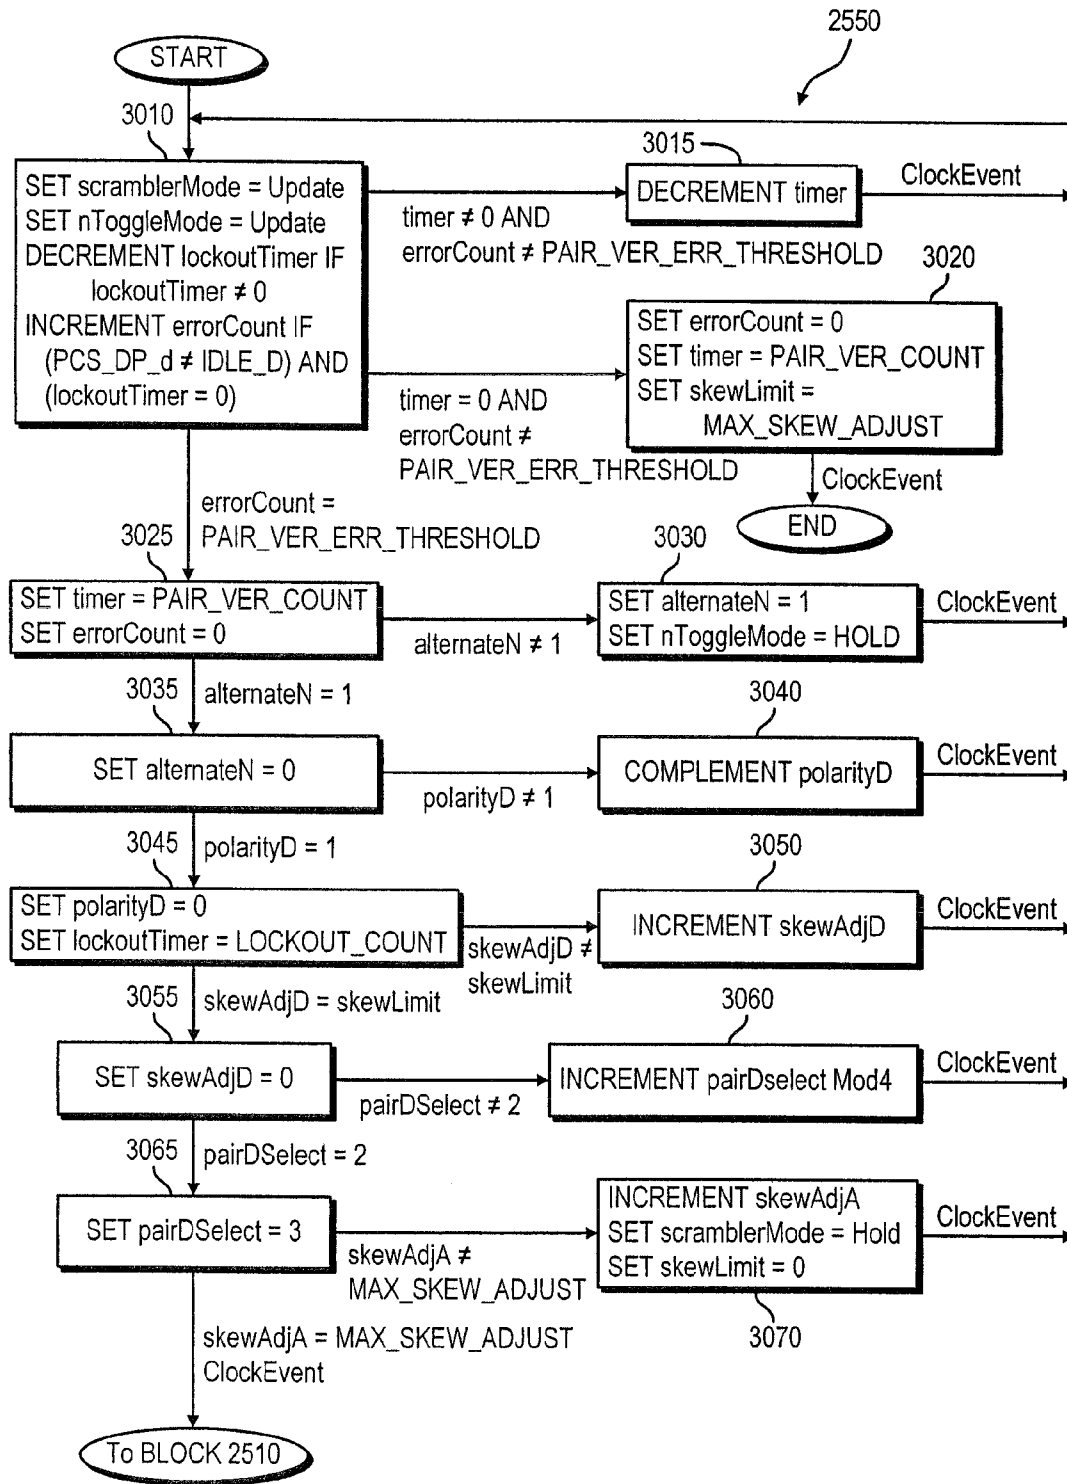 2550
START
3010
SET scramblerMode = Update
SET nToggleMode = Update
DECREMENT lockoutTimer IF
lockoutTimer ≠ 0
INCREMENT errorCount IF
(PCS_DP_d ≠ IDLE_D) AND
(lockoutTimer = 0)
3015
DECREMENT timer
ClockEvent
timer ≠ 0 AND
errorCount ≠ PAIR_VER_ERR_THRESHOLD
3020
SET errorCount = 0
SET timer = PAIR_VER_COUNT
SET skewLimit =
MAX_SKEW_ADJUST
timer = 0 AND
errorCount ≠
PAIR_VER_ERR_THRESHOLD
ClockEvent
END
errorCount =
PAIR_VER_ERR_THRESHOLD
3025
SET timer = PAIR_VER_COUNT
SET errorCount = 0
alternateN ≠ 1
3030
SET alternateN = 1
SET nToggleMode = HOLD
ClockEvent
alternateN = 1
3035
SET alternateN = 0
polarityD ≠ 1
3040
COMPLEMENT polarityD
ClockEvent
polarityD = 1
3045
SET polarityD = 0
SET lockoutTimer = LOCKOUT_COUNT
skewAdjD ≠
skewLimit
3050
INCREMENT skewAdjD
ClockEvent
skewAdjD = skewLimit
3055
SET skewAdjD = 0
pairDSelect ≠ 2
3060
INCREMENT pairDselect Mod4
ClockEvent
pairDSelect = 2
3065
SET pairDSelect = 3
skewAdjA ≠
MAX_SKEW_ADJUST
INCREMENT skewAdjA
SET scramblerMode = Hold
SET skewLimit = 0
ClockEvent
3070
skewAdjA = MAX_SKEW_ADJUST
ClockEvent
To BLOCK 2510